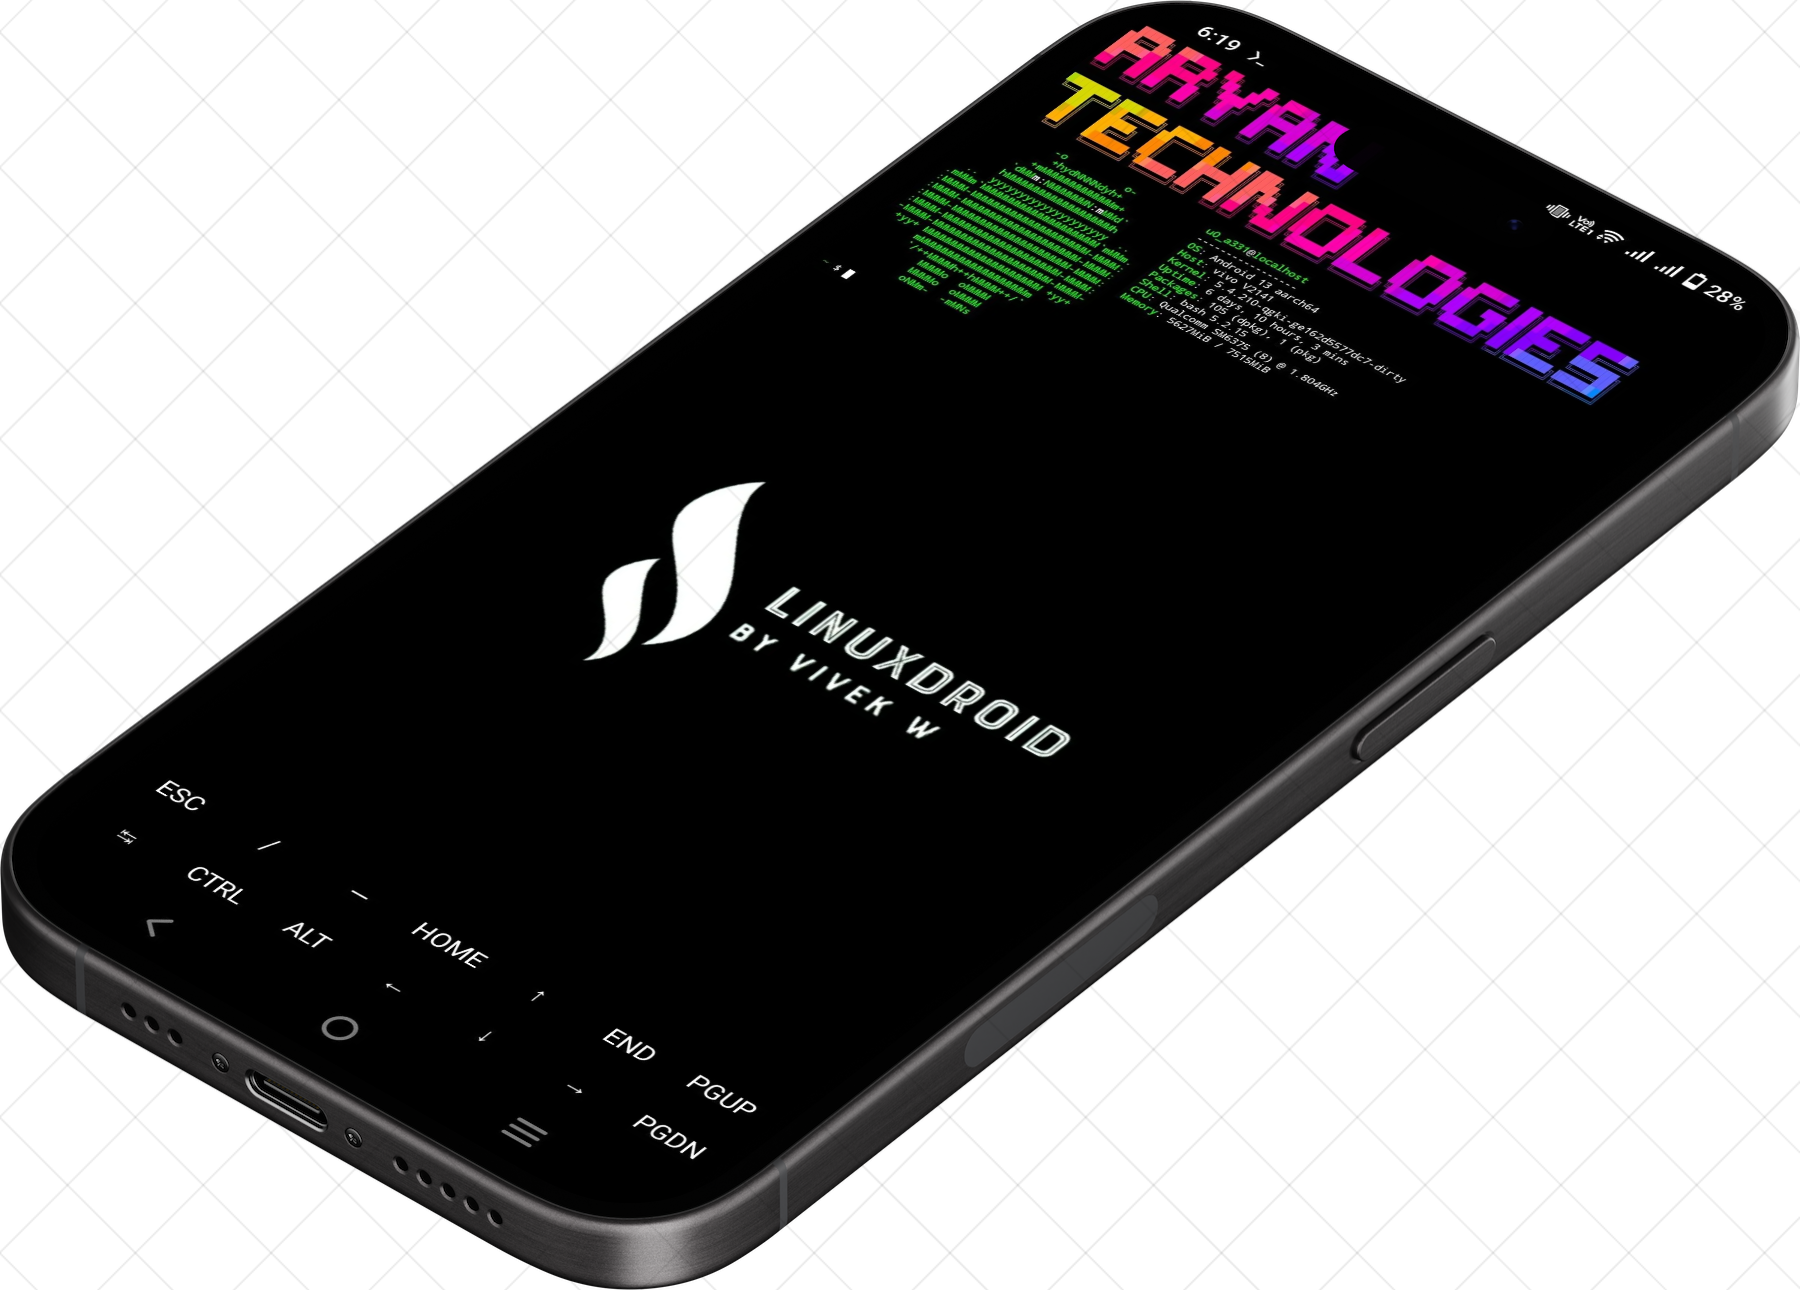 6:19
Vo))
LTE1
28%
ARYAN
TECHNOLOGIES
u0_a331@localhost
-----------------
OS: Android 13 aarch64
Host: vivo V2141
Kernel: 5.4.210-qgki-ge162d5577dc7-dirty
Uptime: 6 days, 10 hours, 3 mins
Packages: 105 (dpkg), 1 (pkg)
Shell: bash 5.2.15
CPU: Qualcomm SM6375 (8) @ 1.804GHz
Memory: 5627MiB / 7515MiB
~ $
LINUXDROID
BY VIVEK W
ESC / — HOME ↑ END PGUP
↹ CTRL ALT ← ↓ → PGDN